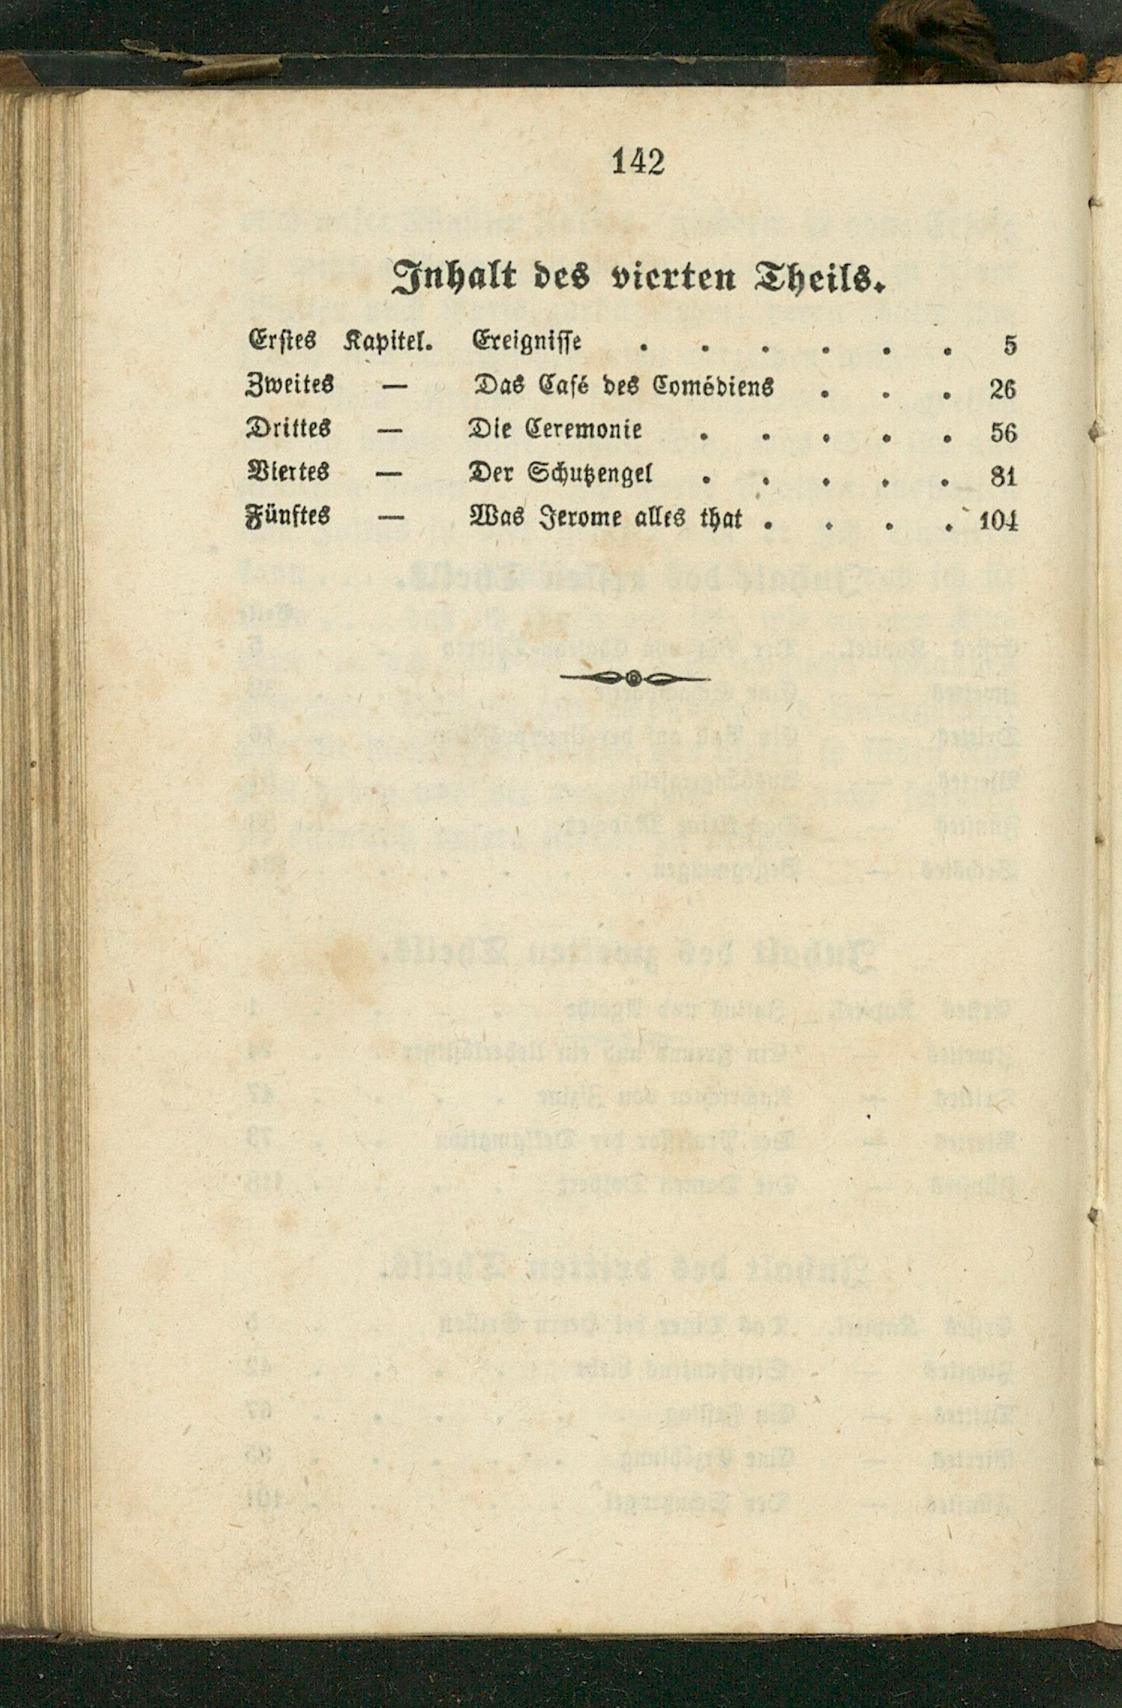 142
Inhalt des vierten Theils.
Erstes Kapitel. Ereignisse . . . . . . 5
Zweites — Das Café des Comédiens . . . 26
Drittes — Die Ceremonie . . . . . 56
Viertes — Der Schutzengel . . . . . 81
Fünftes — Was Jerome alles that . . . . 104